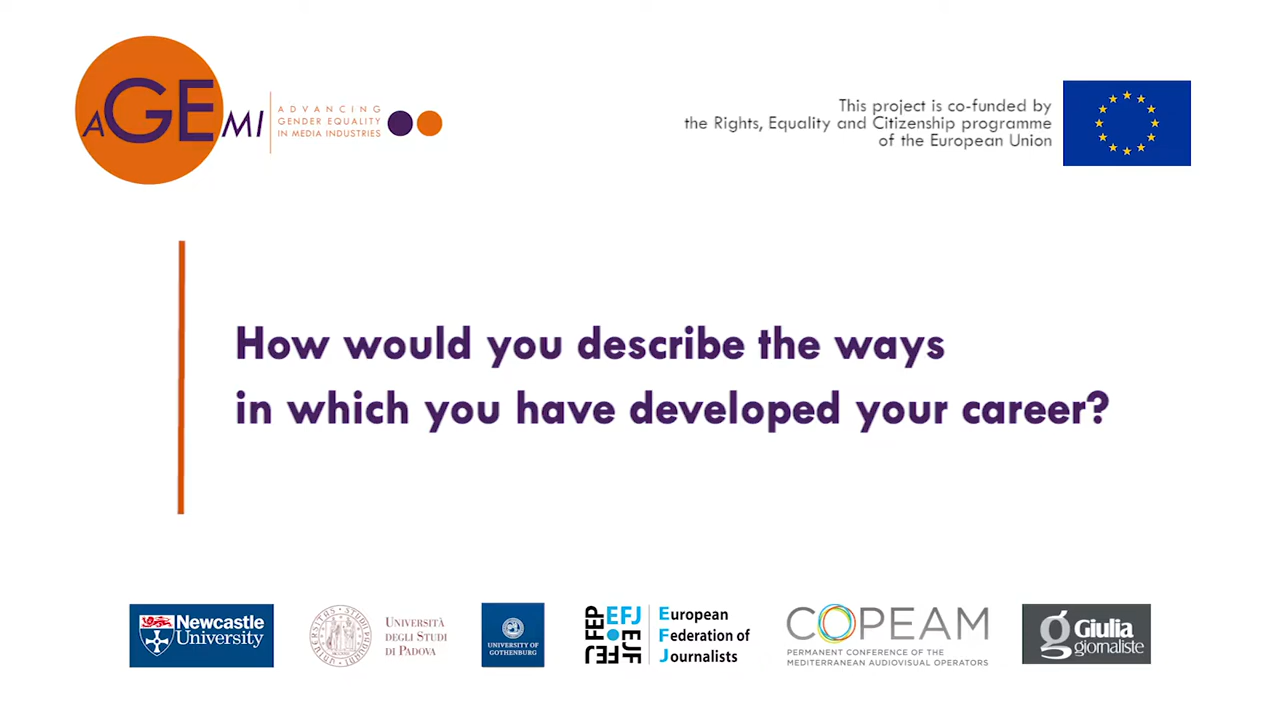 AGEMI
ADVANCING
GENDER EQUALITY
IN MEDIA INDUSTRIES
This project is co-funded by
the Rights, Equality and Citizenship programme
of the European Union
How would you describe the ways
in which you have developed your career?
Newcastle
University
UNIVERSITÀ
DEGLI STUDI
DI PADOVA
UNIVERSITY OF
GOTHENBURG
FEP
EFJ
EJF
FEJ
European
Federation of
Journalists
COPEAM
PERMANENT CONFERENCE OF THE
MEDITERRANEAN AUDIOVISUAL OPERATORS
g Giulia
giornaliste